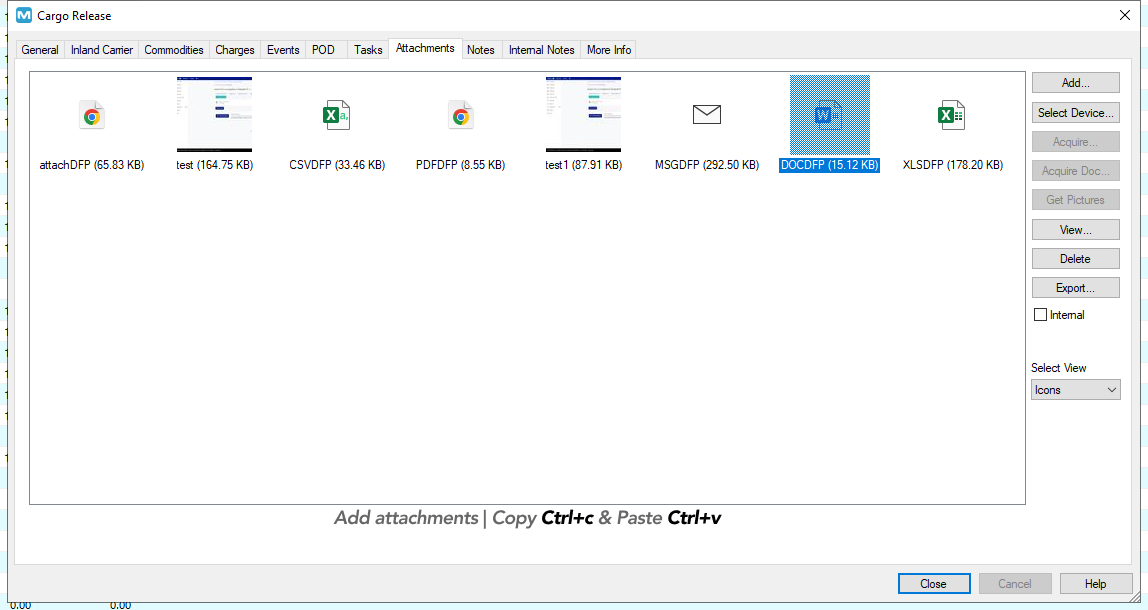 Cargo Release
General Inland Carrier Commodities Charges Events POD Tasks Attachments Notes Internal Notes More Info
attachDFP (65.83 KB) test (164.75 KB) CSVDFP (33.46 KB) PDFDFP (8.55 KB) test1 (87.91 KB) MSGDFP (292.50 KB) DOCDFP (15.12 KB) XLSDFP (178.20 KB)
Add...
Select Device...
Acquire...
Acquire Doc...
Get Pictures
View...
Delete
Export...
Internal
Select View
Icons
Add attachments | Copy Ctrl+c & Paste Ctrl+v
Close Cancel Help
0.00 0.00